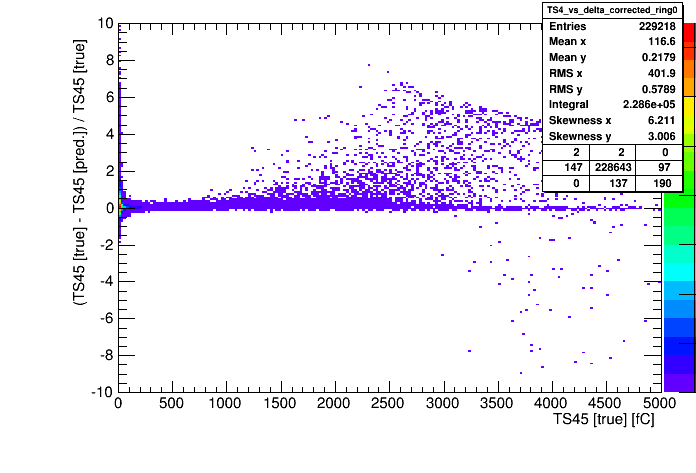 TS4_vs_delta_corrected_ring0
Entries 229218
Mean x 116.6
Mean y 0.2179
RMS x 401.9
RMS y 0.5789
Integral 2.286e+05
Skewness x 6.211
Skewness y 3.006
2 2 0
147 228643 97
0 137 190
(TS45 [true] - TS45 [pred.]) / TS45 [true]
10
8
6
4
2
0
-2
-4
-6
-8
-10
0 500 1000 1500 2000 2500 3000 3500 4000 4500 5000
TS45 [true] [fC]